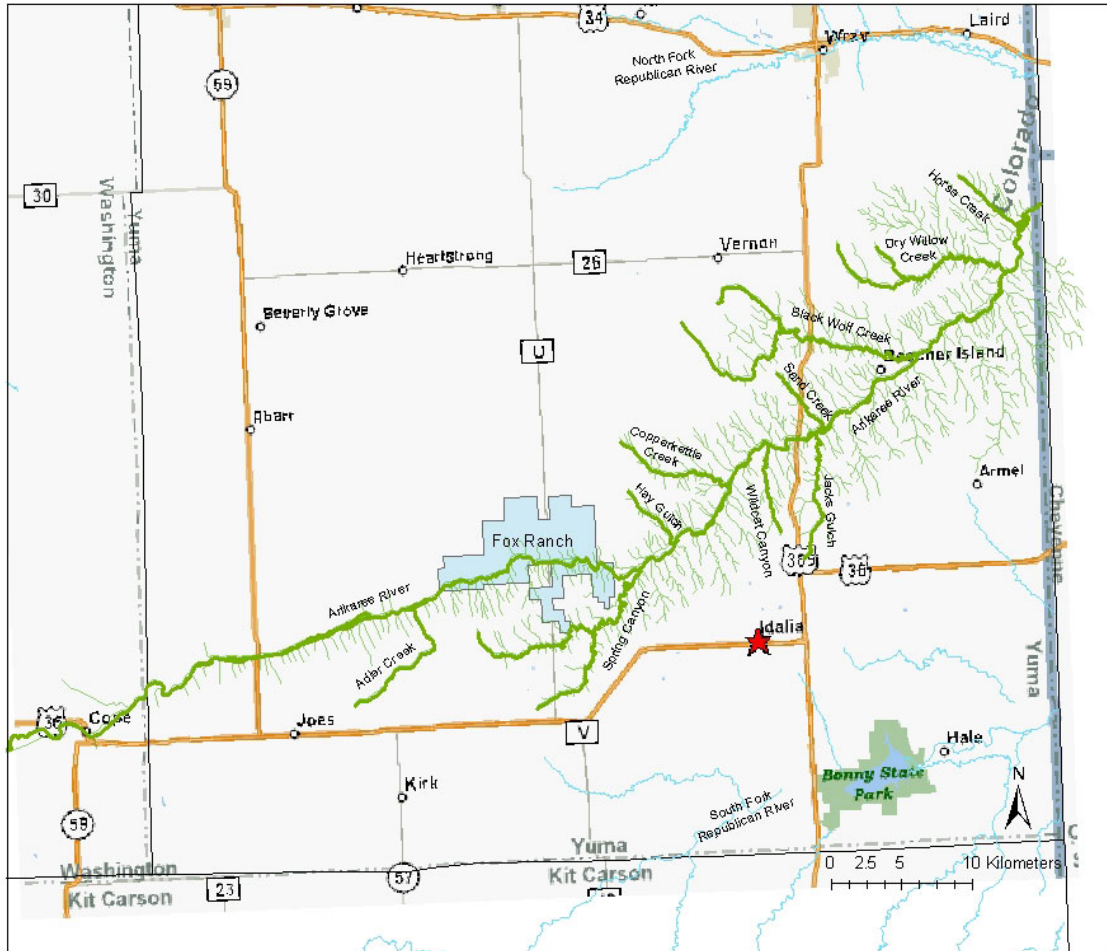 34
Laird
Wray
North Fork
Republican River
59
Colorado
30
Washington
Yuma
Horse Creek
Dry Willow
Creek
Vernon
Heartstrong
26
Beverly Grove
Black Wolf Creek
Beecher Island
U
Sand Creek
Arikaree River
Abarr
Copperkettle
Creek
Armel
Hay Gulch
Wildcat Canyon
Jacks Gulch
Cheyenne
Fox Ranch
385
36
Arikaree River
Spring Canyon
Idalia
Adler Creek
Yuma
36
Cope
Joes
V
Hale
Bonny State
Park
N
Kirk
South Fork
Republican River
59
Yuma
Washington
Kit Carson
Kit Carson
23
57
0 2.5 5 10 Kilometers